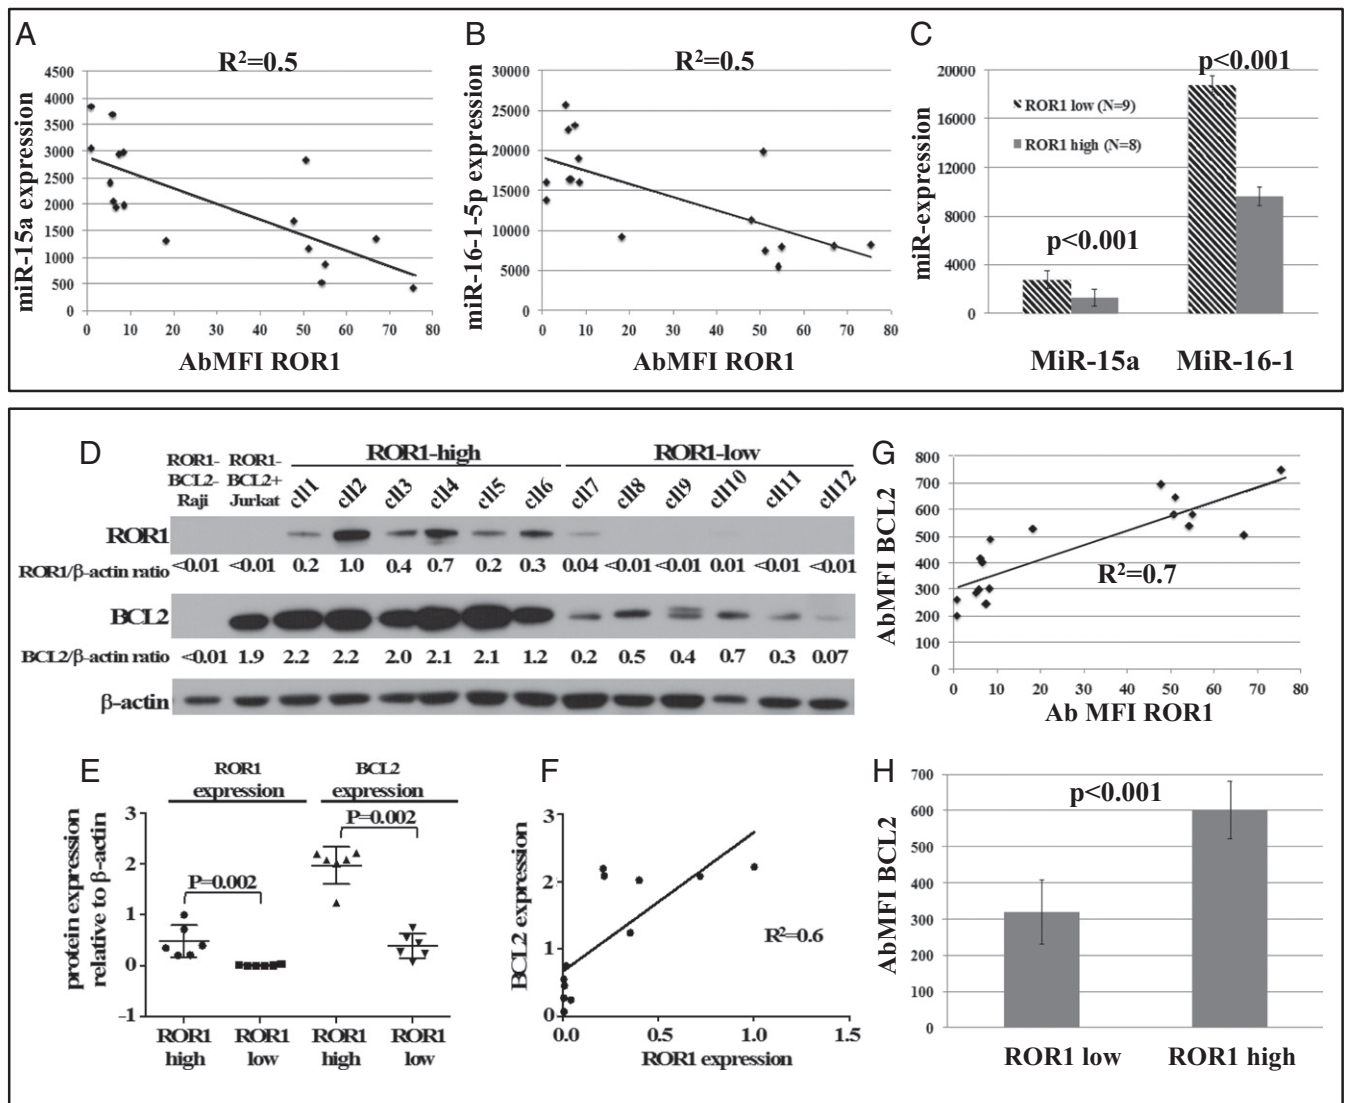 A
R²=0.5
miR-15a expression
4500
4000
3500
3000
2500
2000
1500
1000
500
0
0 10 20 30 40 50 60 70 80
AbMFI ROR1
B
R²=0.5
miR-16-1-5p expression
30000
25000
20000
15000
10000
5000
0
0 10 20 30 40 50 60 70 80
AbMFI ROR1
C
p<0.001
miR-expression
20000
16000
12000
8000
4000
0
ROR1 low (N=9)
ROR1 high (N=8)
p<0.001
MiR-15a MiR-16-1
D
ROR1-high ROR1-low
ROR1- ROR1-
BCL2- BCL2+
Raji Jurkat
cll1 cll2 cll3 cll4 cll5 cll6 cll7 cll8 cll9 cll10 cll11 cll12
ROR1
ROR1/β-actin ratio <0.01 <0.01 0.2 1.0 0.4 0.7 0.2 0.3 0.04 <0.01 <0.01 0.01 <0.01 <0.01
BCL2
BCL2/β-actin ratio <0.01 1.9 2.2 2.2 2.0 2.1 2.1 1.2 0.2 0.5 0.4 0.7 0.3 0.07
β-actin
G
AbMFI BCL2
800
700
600
500
400
300
200
100
0
R²=0.7
0 10 20 30 40 50 60 70 80
Ab MFI ROR1
E
ROR1 expression
BCL2 expression
protein expression
relative to β-actin
3
2
1
0
-1
P=0.002
P=0.002
ROR1 high
ROR1 low
ROR1 high
ROR1 low
F
BCL2 expression
3
2
1
0
R²=0.6
0.0 0.5 1.0 1.5
ROR1 expression
H
AbMFI BCL2
700
600
500
400
300
200
100
0
p<0.001
ROR1 low ROR1 high